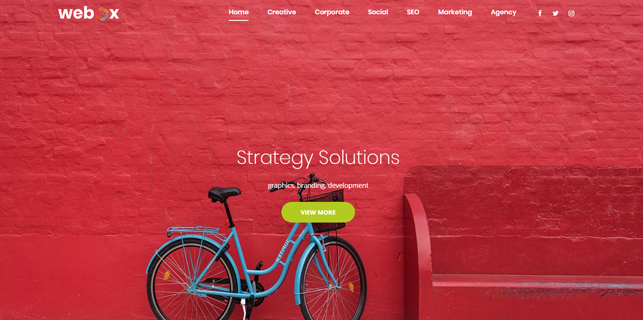 webox
Home Creative Corporate Social SEO Marketing Agency
Strategy Solutions
graphics, branding, development
VIEW MORE